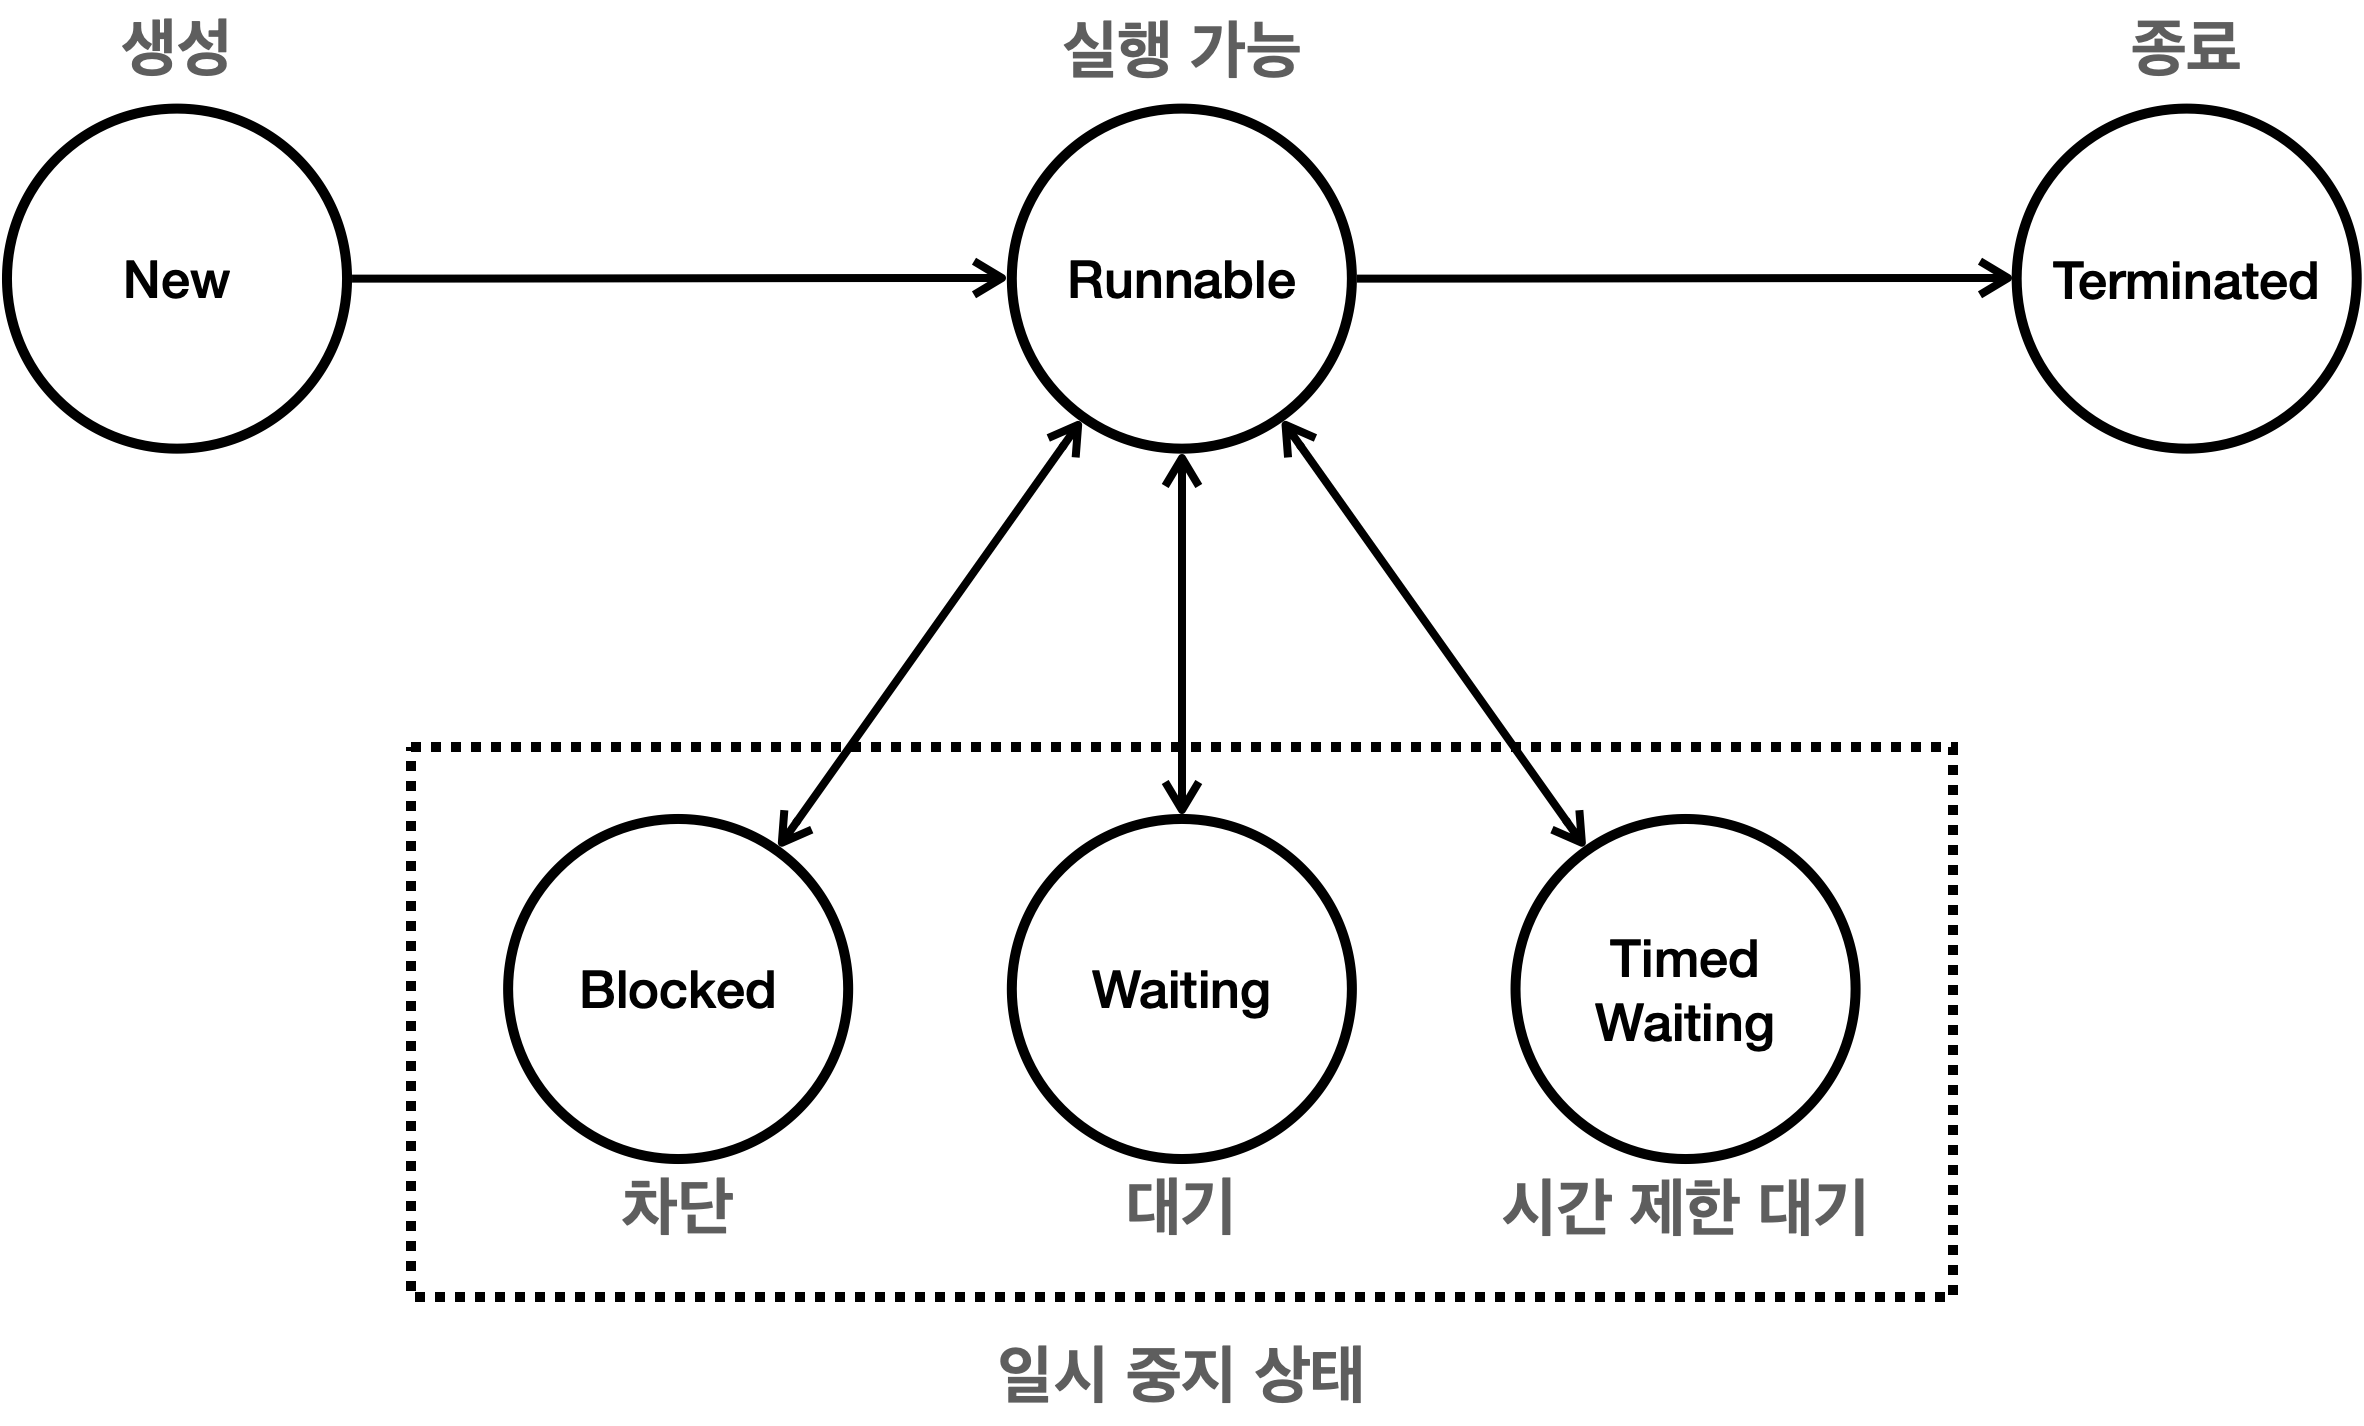 생성
실행 가능
종료
New
Runnable
Terminated
Blocked
Waiting
Timed
Waiting
차단
대기
시간 제한 대기
일시 중지 상태